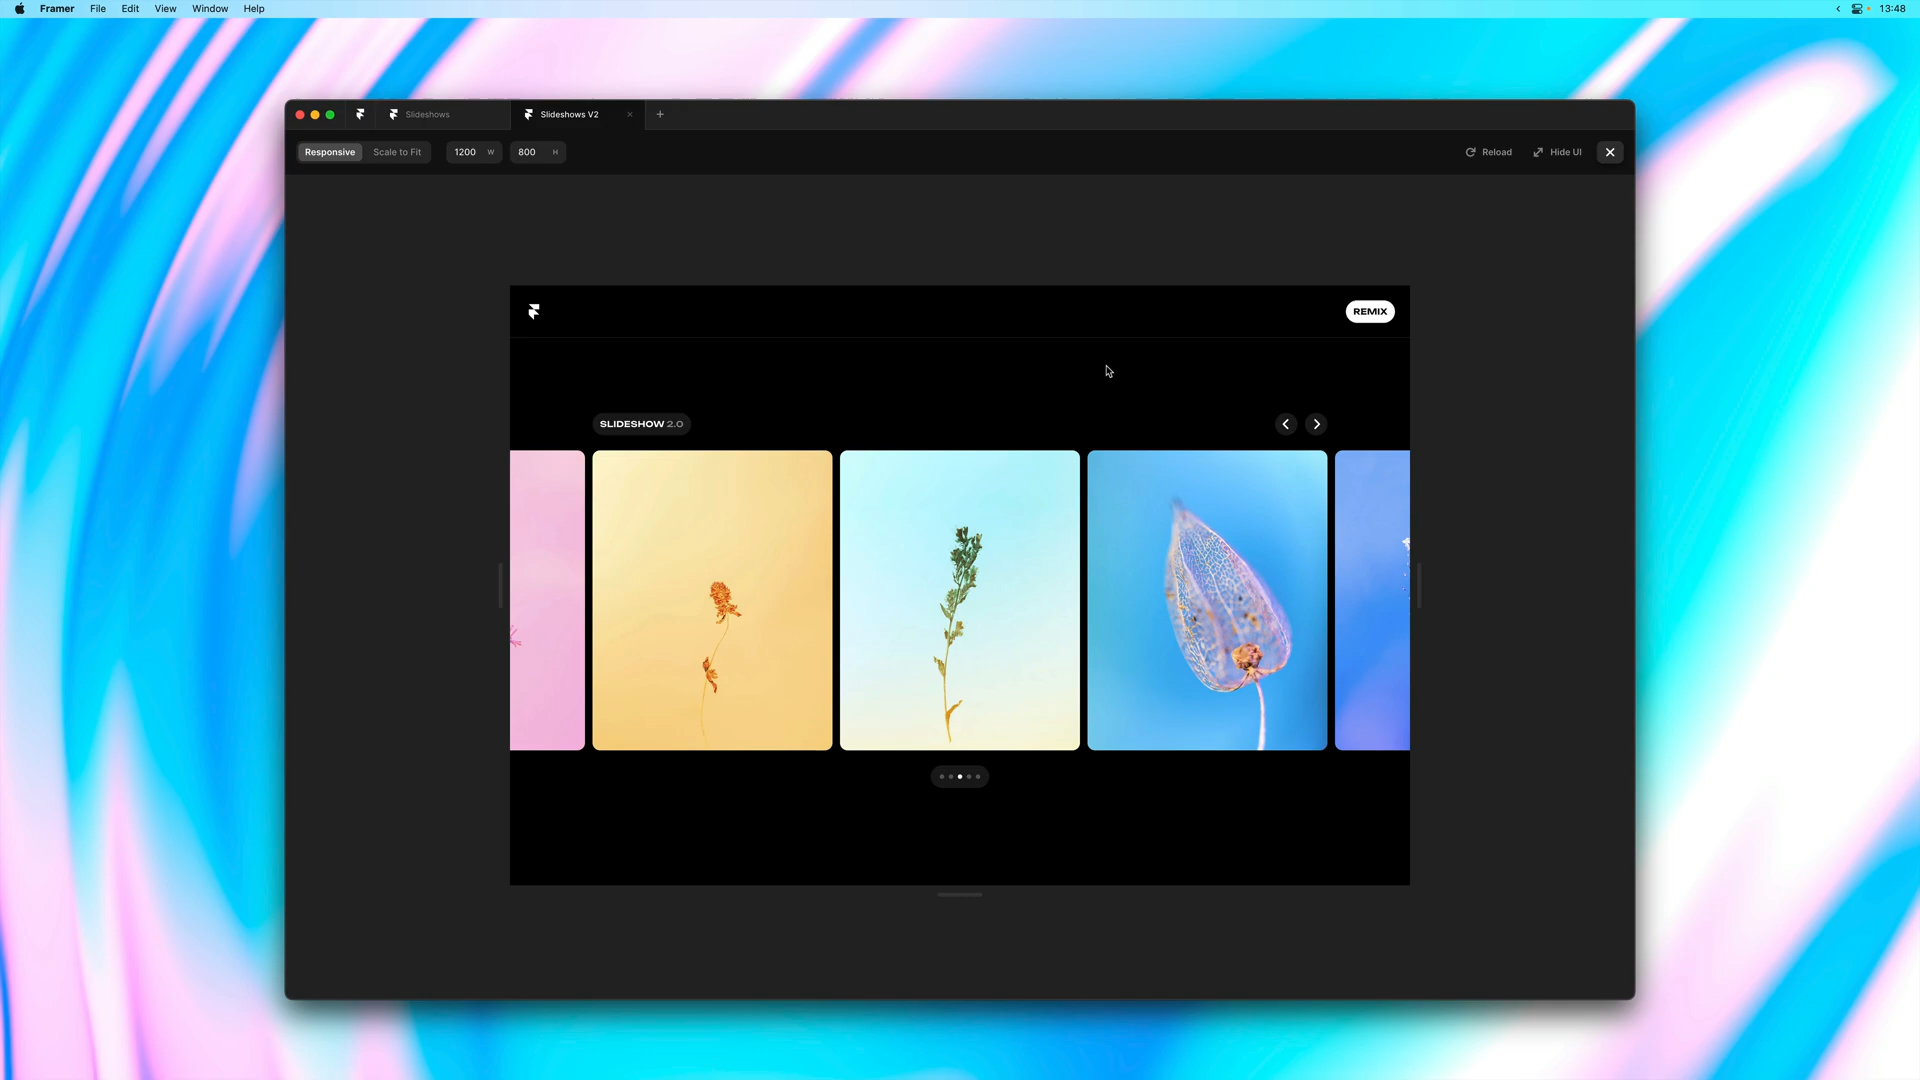 Framer File Edit View Window Help 13:48
Slideshows Slideshows V2
Responsive Scale to Fit 1200 W 800 H Reload Hide UI
REMIX
SLIDESHOW 2.0